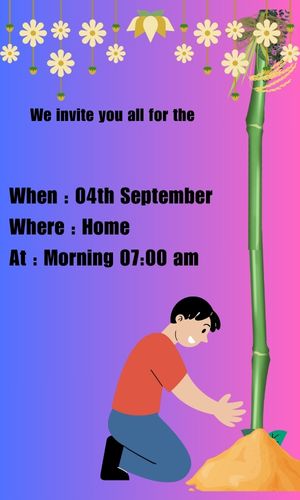 We invite you all for the
When : 04th September
Where : Home
At : Morning 07:00 am